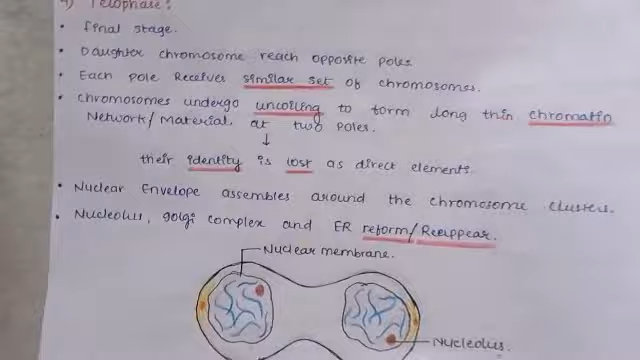 4) Telophase:
• final stage.
• Daughter chromosome reach opposite poles
• Each pole Receives similar set of chromosomes.
• Chromosomes undergo uncoiling to form long thin chromatin
Network/Material. at two poles.
↓
their identity is lost as direct elements.
• Nuclear Envelope assembles around the chromosome clusters.
• Nucleolus, golgi complex and ER reform/Reappear.
Nuclear membrane.
Nucleolus.